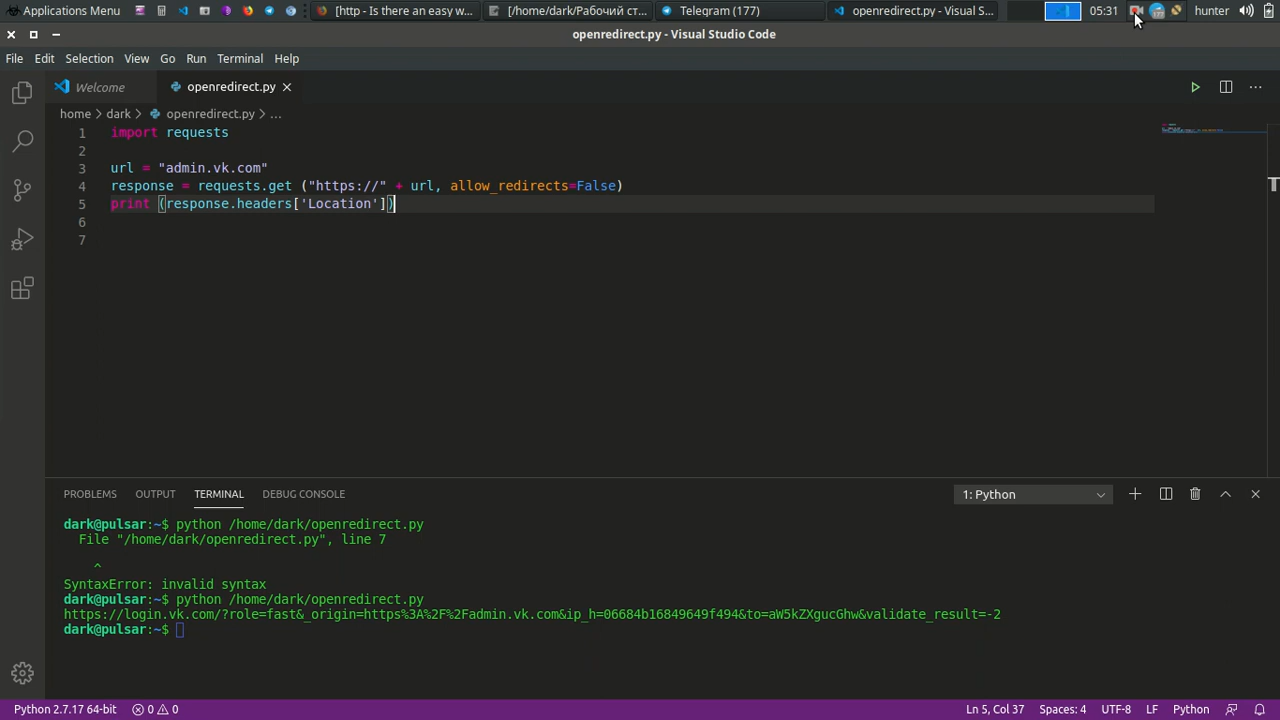 Applications Menu [http - Is there an easy w... [/home/dark/Рабочий ст... Telegram (177) openredirect.py - Visual S... 05:31 hunter
openredirect.py - Visual Studio Code
File Edit Selection View Go Run Terminal Help
Welcome openredirect.py
home > dark > openredirect.py > ...
1 import requests
2
3 url = "admin.vk.com"
4 response = requests.get ("https://" + url, allow_redirects=False)
5 print (response.headers['Location'])
6
7
PROBLEMS OUTPUT TERMINAL DEBUG CONSOLE 1: Python
dark@pulsar:~$ python /home/dark/openredirect.py
File "/home/dark/openredirect.py", line 7
^
SyntaxError: invalid syntax
dark@pulsar:~$ python /home/dark/openredirect.py
https://login.vk.com/?role=fast&_origin=https%3A%2F%2Fadmin.vk.com&ip_h=06684b16849649f494&to=aW5kZXgucGhw&validate_result=-2
dark@pulsar:~$
Python 2.7.17 64-bit 0 0 Ln 5, Col 37 Spaces: 4 UTF-8 LF Python